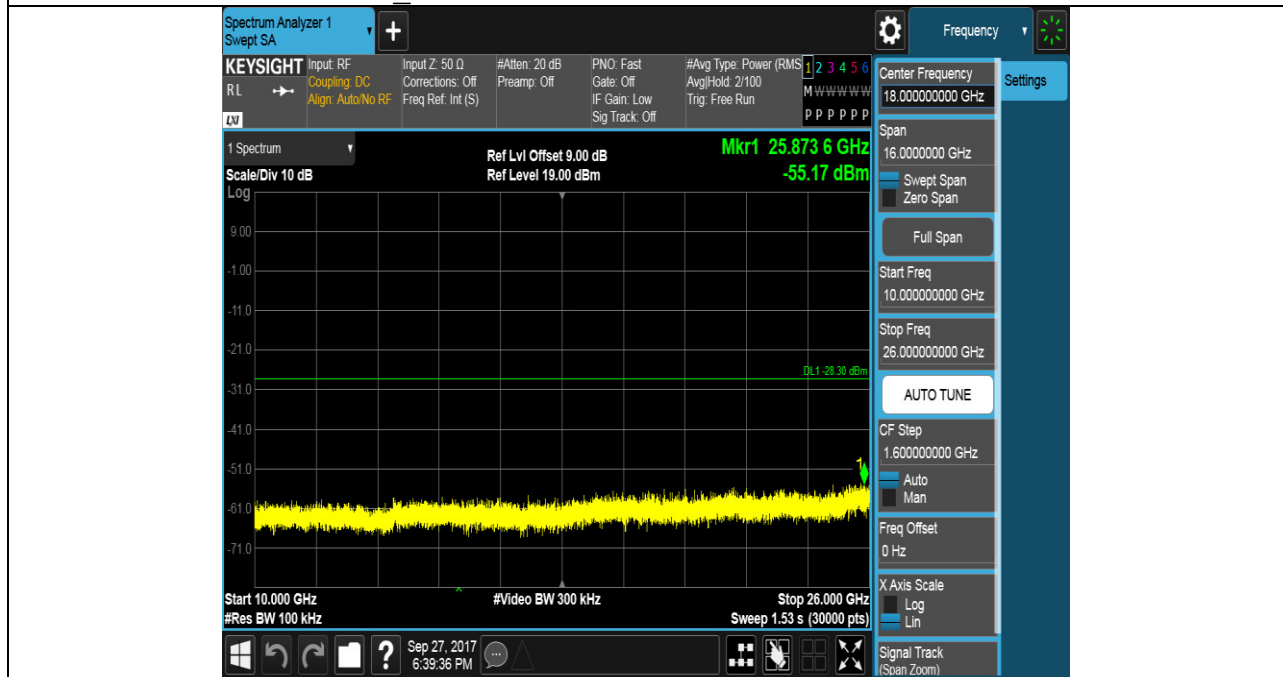 Spectrum Analyzer 1
Swept SA
+
Frequency
KEYSIGHT
RL
LXI
Input: RF
Coupling: DC
Align: Auto/No RF
Input Z: 50 Ω
Corrections: Off
Freq Ref: Int (S)
#Atten: 20 dB
Preamp: Off
PNO: Fast
Gate: Off
IF Gain: Low
Sig Track: Off
#Avg Type: Power (RMS
Avg|Hold: 2/100
Trig: Free Run
1 2 3 4 5 6
M W W W W W
P P P P P P
1 Spectrum
Scale/Div 10 dB
Ref Lvl Offset 9.00 dB
Ref Level 19.00 dBm
Mkr1 25.873 6 GHz
-55.17 dBm
Log
9.00
-1.00
-11.0
-21.0
DL1 -28.30 dBm
-31.0
-41.0
-51.0
1
-61.0
-71.0
Start 10.000 GHz
#Res BW 100 kHz
#Video BW 300 kHz
Stop 26.000 GHz
Sweep 1.53 s (30000 pts)
?
Sep 27, 2017
6:39:36 PM
Center Frequency
18.000000000 GHz
Settings
Span
16.0000000 GHz
Swept Span
Zero Span
Full Span
Start Freq
10.000000000 GHz
Stop Freq
26.000000000 GHz
AUTO TUNE
CF Step
1.600000000 GHz
Auto
Man
Freq Offset
0 Hz
X Axis Scale
Log
Lin
Signal Track
(Span Zoom)